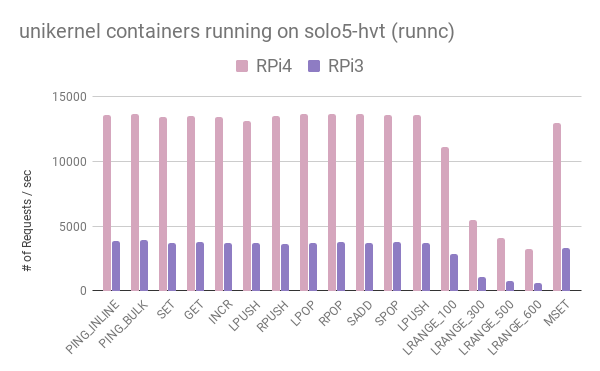 unikernel containers running on solo5-hvt (runnc)
RPi4 RPi3
# of Requests / sec
15000
10000
5000
0
PING_INLINE
PING_BULK
SET
GET
INCR
LPUSH
RPUSH
LPOP
RPOP
SADD
SPOP
LPUSH
LRANGE_100
LRANGE_300
LRANGE_500
LRANGE_600
MSET